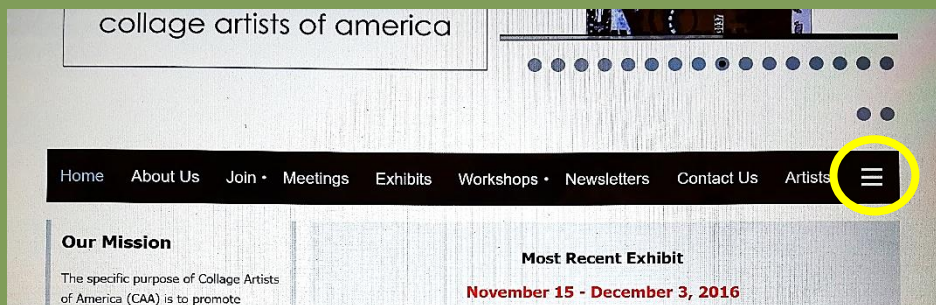 collage artists of america
Home About Us Join • Meetings Exhibits Workshops • Newsletters Contact Us Artists
Our Mission
The specific purpose of Collage Artists
of America (CAA) is to promote
Most Recent Exhibit
November 15 - December 3, 2016